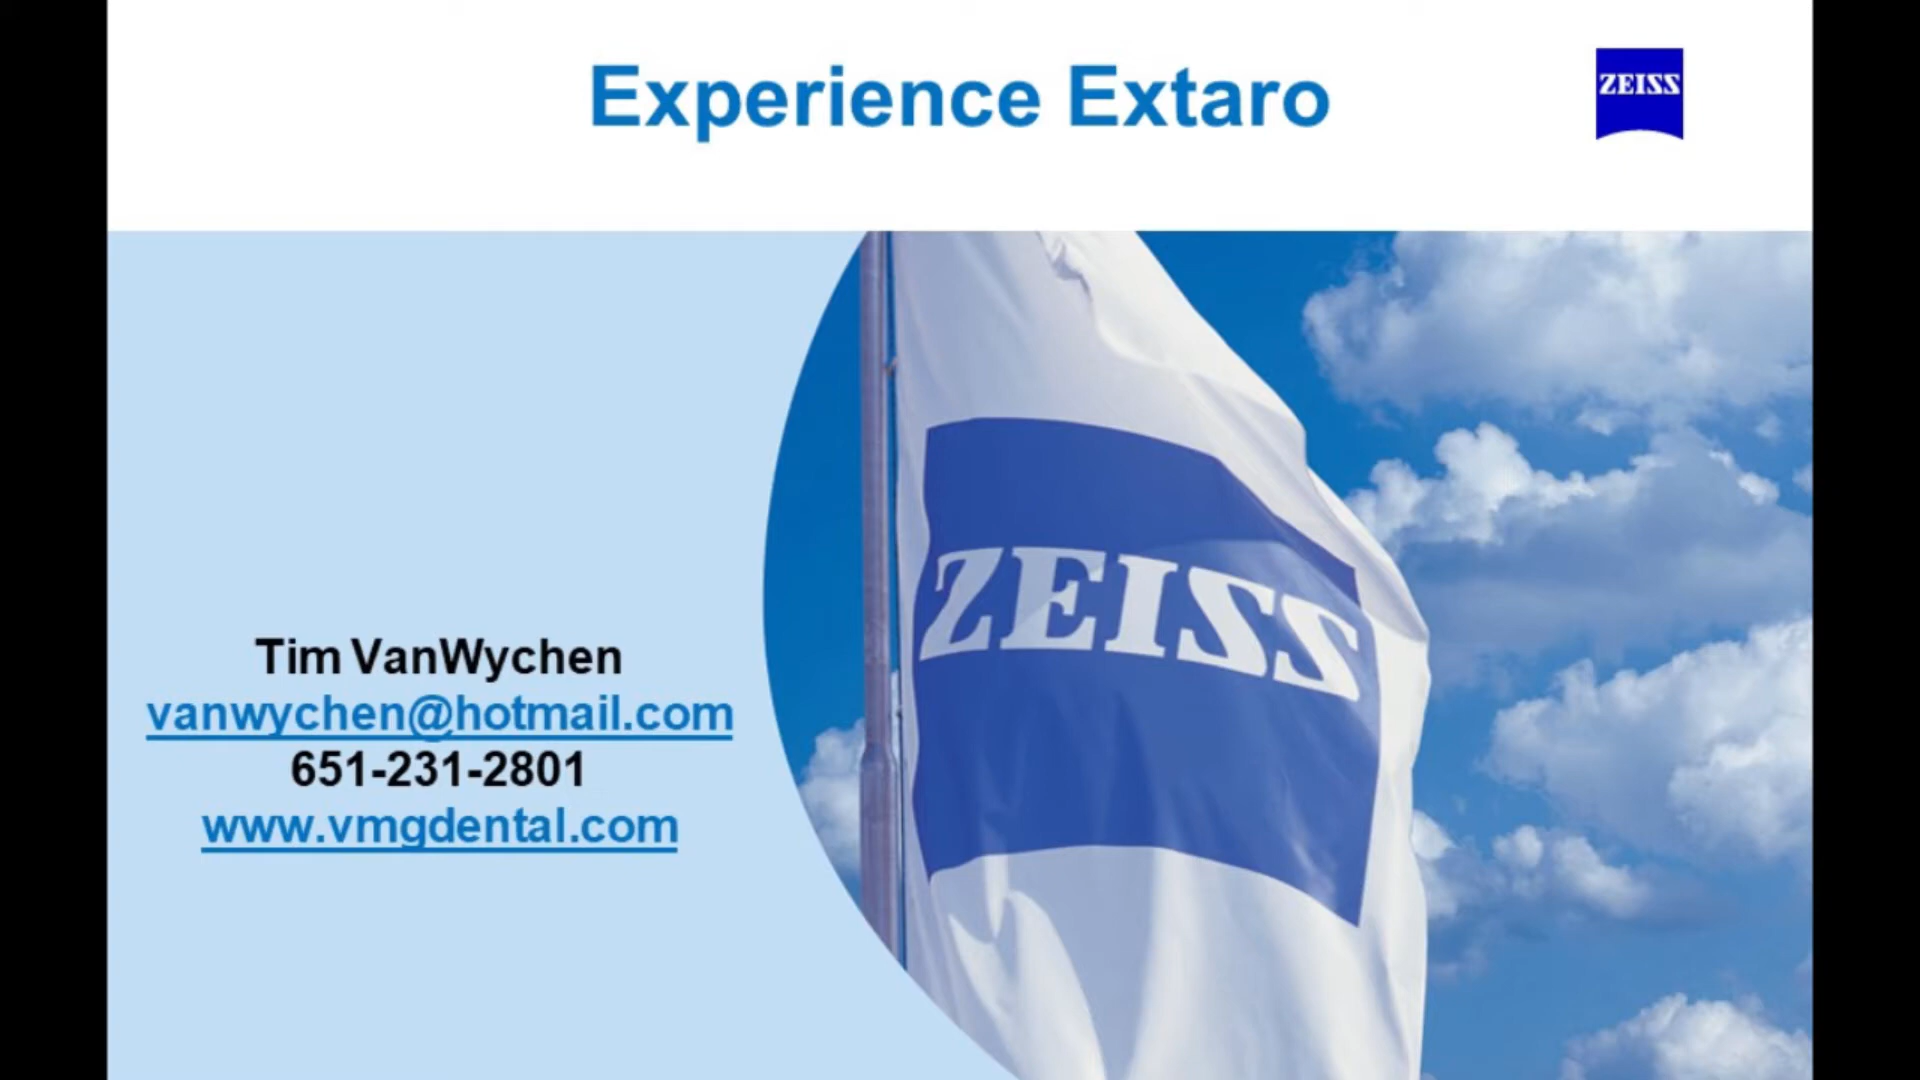 Experience Extaro
ZEISS
ZEISS
Tim VanWychen
vanwychen@hotmail.com
651-231-2801
www.vmgdental.com